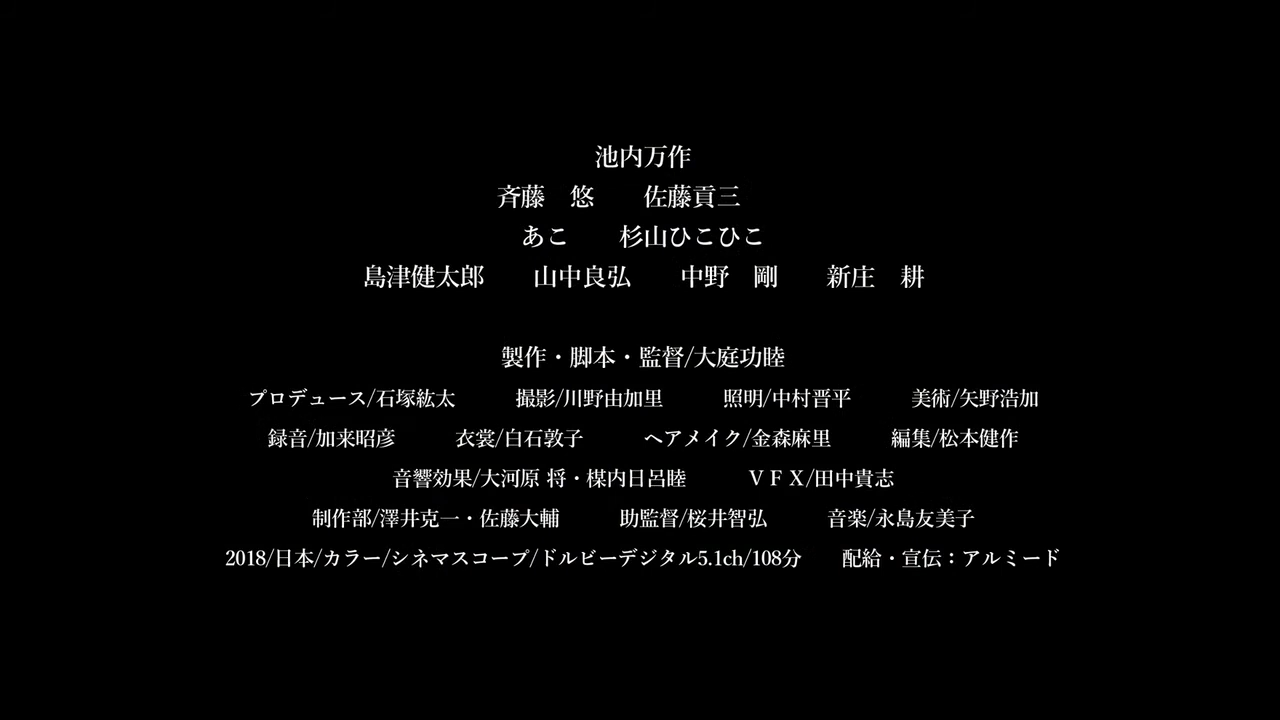 池内万作
斉藤　悠　　佐藤貢三
あこ　　杉山ひこひこ
島津健太郎　　山中良弘　　中野　剛　　新庄　耕
製作・脚本・監督/大庭功睦
プロデュース/石塚紘太　　撮影/川野由加里　　照明/中村晋平　　美術/矢野浩加
録音/加来昭彦　　衣裳/白石敦子　　ヘアメイク/金森麻里　　編集/松本健作
音響効果/大河原 将・楳内日呂睦　　ＶＦＸ/田中貴志
制作部/澤井克一・佐藤大輔　　助監督/桜井智弘　　音楽/永島友美子
2018/日本/カラー/シネマスコープ/ドルビーデジタル5.1ch/108分　　配給・宣伝：アルミード